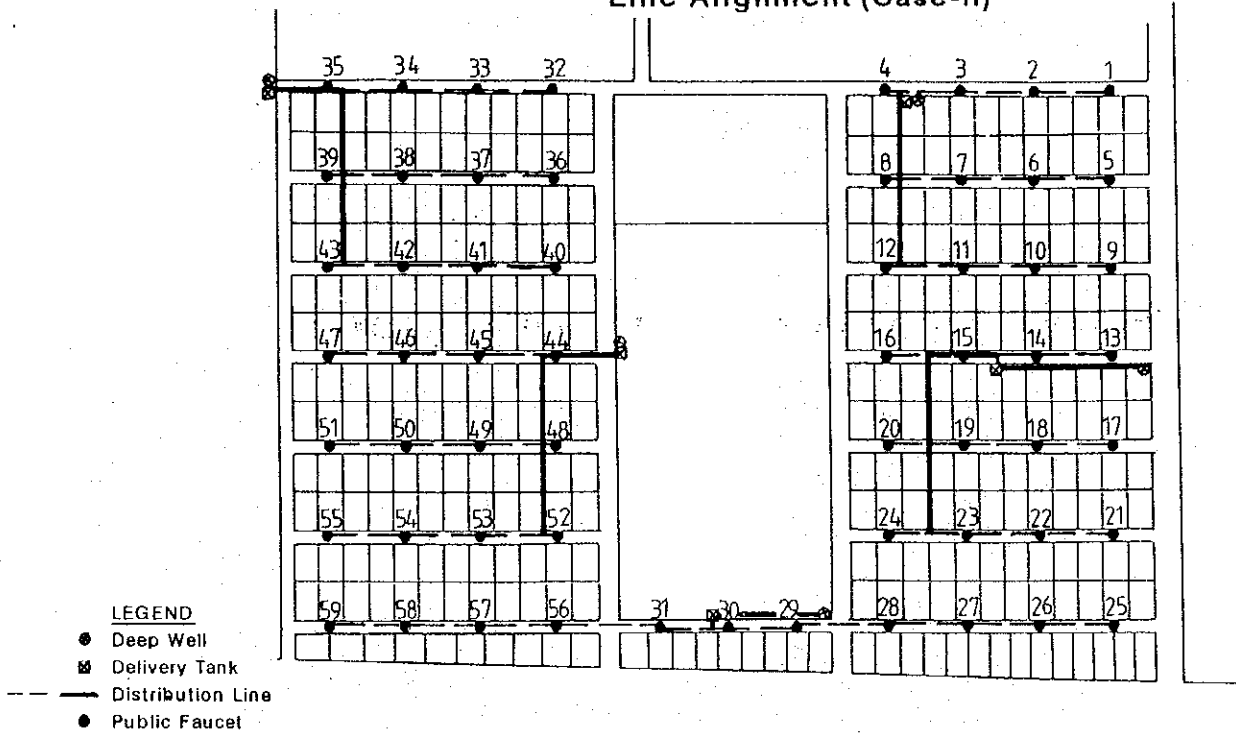 Line Alignment (Case-II)
35 34 33 32 4 3 2 1
39 38 37 36 8 7 6 5
43 42 41 40 12 11 10 9
47 46 45 44 16 15 14 13
51 50 49 48 20 19 18 17
55 54 53 52 24 23 22 21
59 58 57 56 31 30 29 28 27 26 25
LEGEND
Deep Well
Delivery Tank
Distribution Line
Public Faucet